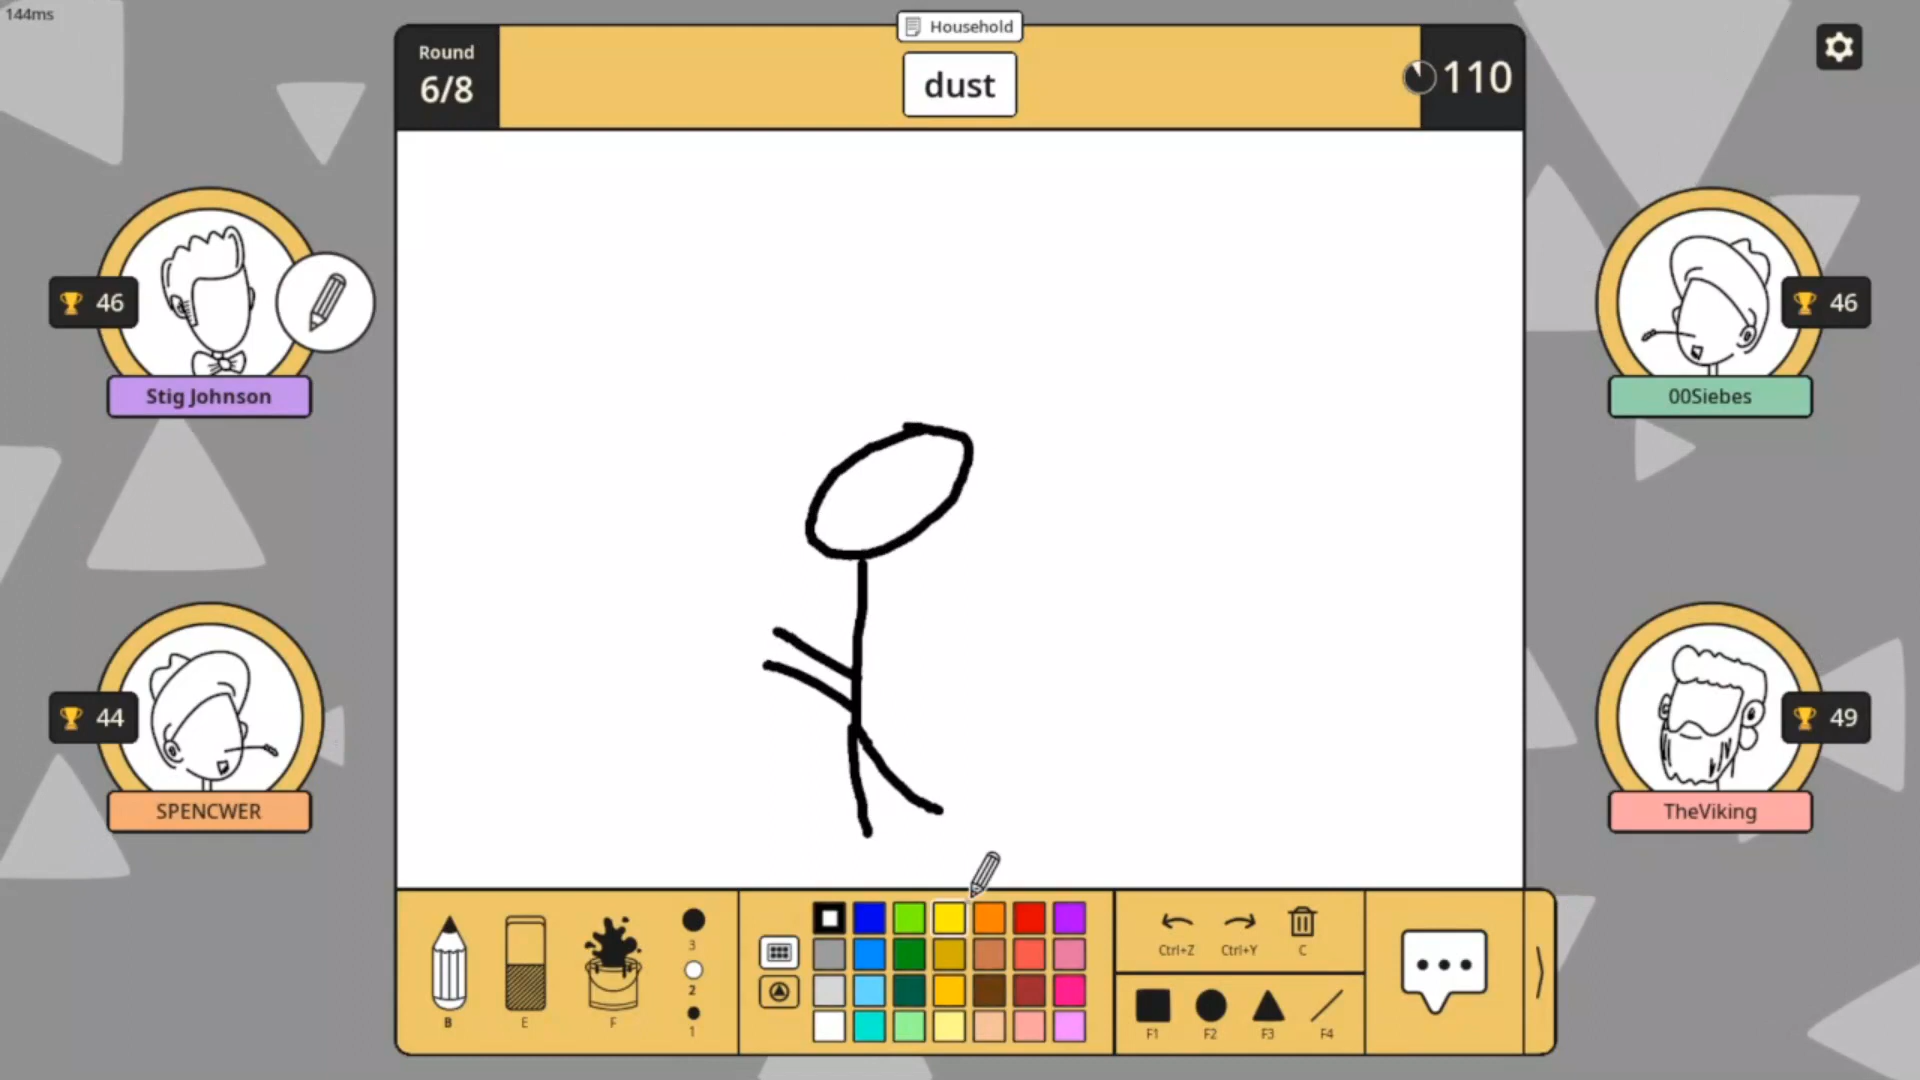 144ms
Household
Round
6/8
dust
110
46
Stig Johnson
46
00Siebes
44
SPENCWER
49
TheViking
3
2
1
B
E
F
Ctrl+Z
Ctrl+Y
C
F1
F2
F3
F4